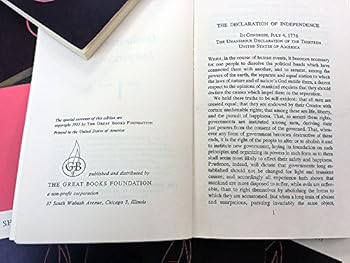 The special contents of this edition are
copyright 1955 by THE GREAT BOOKS FOUNDATION
Printed in the United States of America
GB
published and distributed by
THE GREAT BOOKS FOUNDATION
a non-profit corporation
37 South Wabash Avenue, Chicago 3, Illinois
SH
THE DECLARATION OF INDEPENDENCE
IN CONGRESS, JULY 4, 1776
THE UNANIMOUS DECLARATION OF THE THIRTEEN
UNITED STATES OF AMERICA
WHEN, in the course of human events, it becomes necessary
for one people to dissolve the political bands which have
connected them with another, and to assume, among the
powers of the earth, the separate and equal station to which
the laws of nature and of nature's God entitle them, a decent
respect to the opinions of mankind requires that they should
declare the causes which impel them to the separation.
We hold these truths to be self-evident: that all men are
created equal; that they are endowed by their Creator with
certain unalienable rights; that among these are life, liberty,
and the pursuit of happiness. That, to secure these rights,
governments are instituted among men, deriving their
just powers from the consent of the governed. That, when-
ever any form of government becomes destructive of these
ends, it is the right of the people to alter or to abolish it and
to institute new government, laying its foundation on such
principles and organizing its powers in such form as to them
shall seem most likely to effect their safety and happiness.
Prudence, indeed, will dictate that governments long es-
tablished should not be changed for light and transient
causes; and accordingly all experience hath shown that
mankind are more disposed to suffer, while evils are suffer-
able, than to right themselves by abolishing the forms to
which they are accustomed. But when a long train of abuses
and usurpations, pursuing invariably the same object,
1